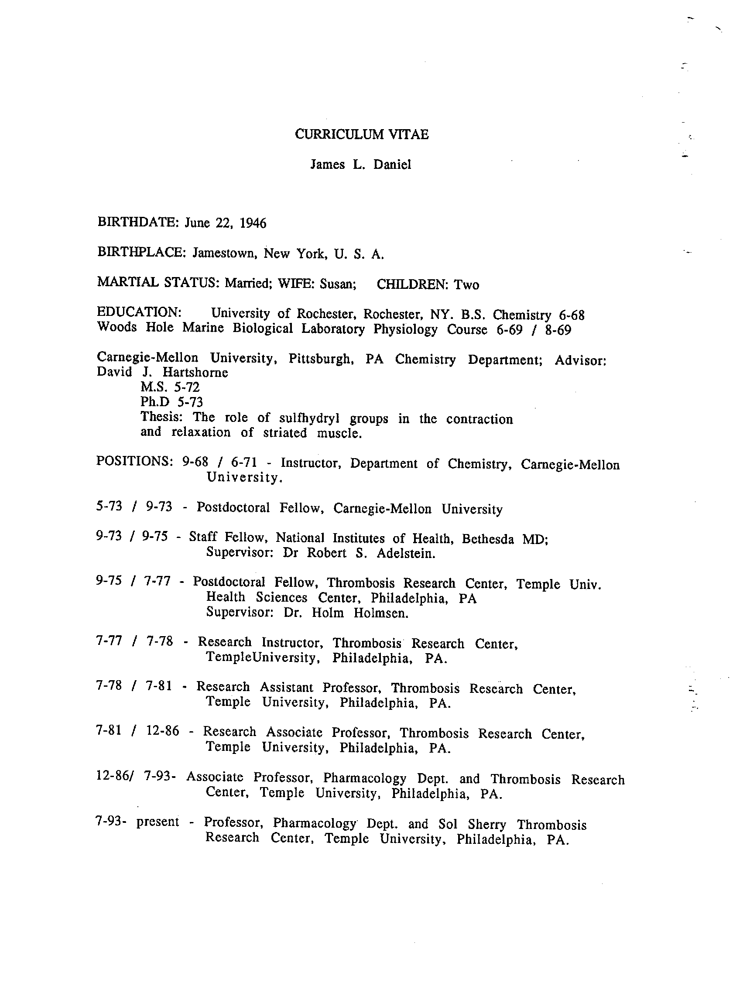 CURRICULUM VITAE
James L. Daniel
BIRTHDATE: June 22, 1946
BIRTHPLACE: Jamestown, New York, U. S. A.
MARTIAL STATUS: Married; WIFE: Susan; CHILDREN: Two
EDUCATION: University of Rochester, Rochester, NY. B.S. Chemistry 6-68
Woods Hole Marine Biological Laboratory Physiology Course 6-69 / 8-69
Carnegie-Mellon University, Pittsburgh, PA Chemistry Department; Advisor:
David J. Hartshorne
M.S. 5-72
Ph.D 5-73
Thesis: The role of sulfhydryl groups in the contraction
and relaxation of striated muscle.
POSITIONS: 9-68 / 6-71 - Instructor, Department of Chemistry, Carnegie-Mellon
University.
5-73 / 9-73 - Postdoctoral Fellow, Carnegie-Mellon University
9-73 / 9-75 - Staff Fellow, National Institutes of Health, Bethesda MD;
Supervisor: Dr Robert S. Adelstein.
9-75 / 7-77 - Postdoctoral Fellow, Thrombosis Research Center, Temple Univ.
Health Sciences Center, Philadelphia, PA
Supervisor: Dr. Holm Holmsen.
7-77 / 7-78 - Research Instructor, Thrombosis Research Center,
TempleUniversity, Philadelphia, PA.
7-78 / 7-81 - Research Assistant Professor, Thrombosis Research Center,
Temple University, Philadelphia, PA.
7-81 / 12-86 - Research Associate Professor, Thrombosis Research Center,
Temple University, Philadelphia, PA.
12-86/ 7-93- Associate Professor, Pharmacology Dept. and Thrombosis Research
Center, Temple University, Philadelphia, PA.
7-93- present - Professor, Pharmacology Dept. and Sol Sherry Thrombosis
Research Center, Temple University, Philadelphia, PA.